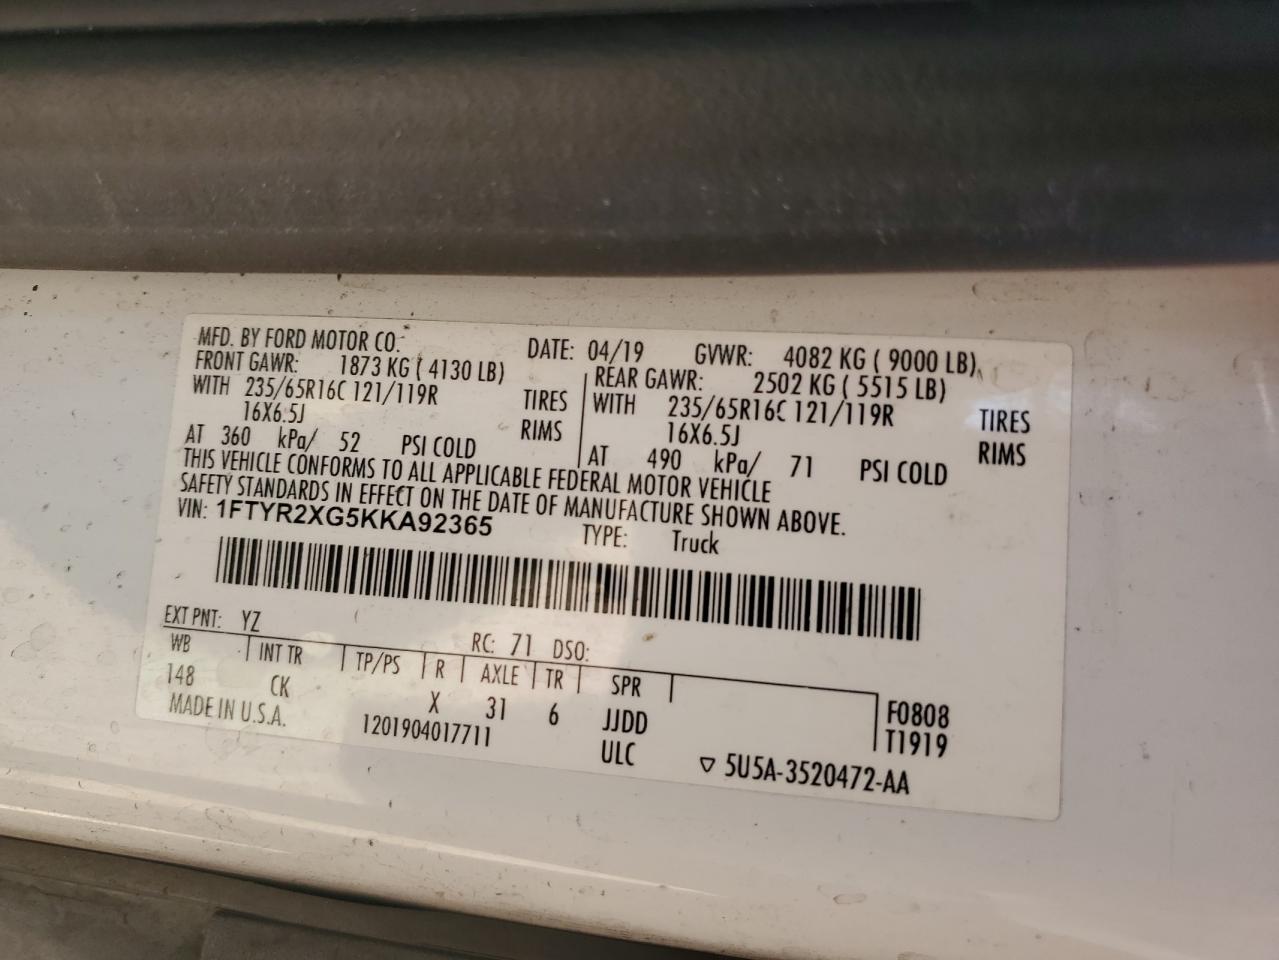 MFD. BY FORD MOTOR CO. DATE: 04/19 GVWR: 4082 KG ( 9000 LB)
FRONT GAWR: 1873 KG ( 4130 LB) REAR GAWR: 2502 KG ( 5515 LB)
WITH 235/65R16C 121/119R TIRES WITH 235/65R16C 121/119R TIRES
16X6.5J RIMS 16X6.5J RIMS
AT 360 kPa/ 52 PSI COLD AT 490 kPa/ 71 PSI COLD
THIS VEHICLE CONFORMS TO ALL APPLICABLE FEDERAL MOTOR VEHICLE
SAFETY STANDARDS IN EFFECT ON THE DATE OF MANUFACTURE SHOWN ABOVE.
VIN: 1FTYR2XG5KKA92365 TYPE: Truck
EXT PNT: YZ RC: 71 DSO:
WB INT TR TP/PS R AXLE TR SPR
148 CK X 31 6 JJDD F0808
MADE IN U.S.A. 1201904017711 ULC T1919
▽ 5U5A-3520472-AA